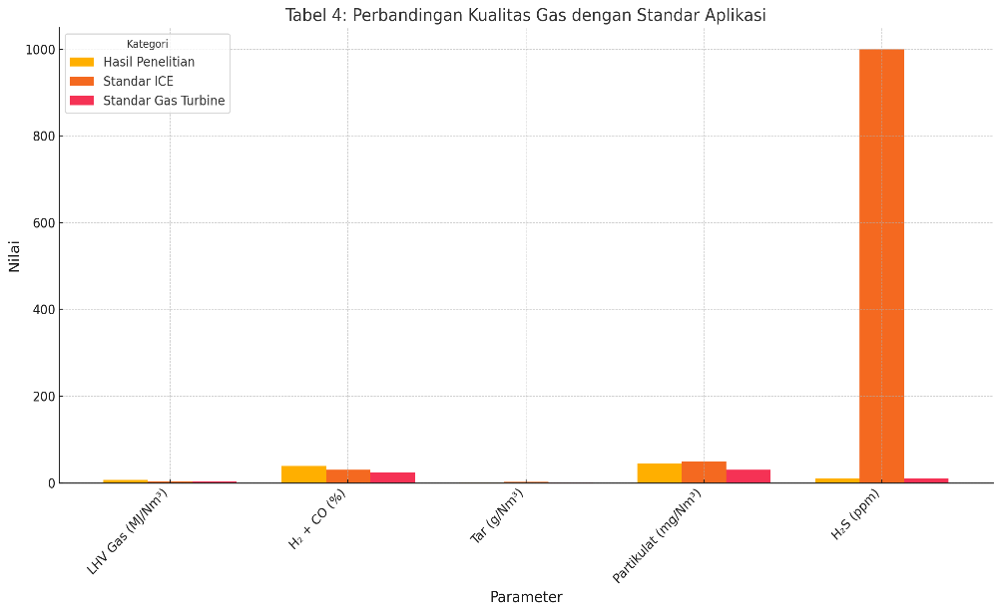 Tabel 4: Perbandingan Kualitas Gas dengan Standar Aplikasi
Kategori
Hasil Penelitian
Standar ICE
Standar Gas Turbine
Nilai
1000
800
600
400
200
0
LHV Gas (MJ/Nm³)
H₂ + CO (%)
Tar (g/Nm³)
Partikulat (mg/Nm³)
H₂S (ppm)
Parameter